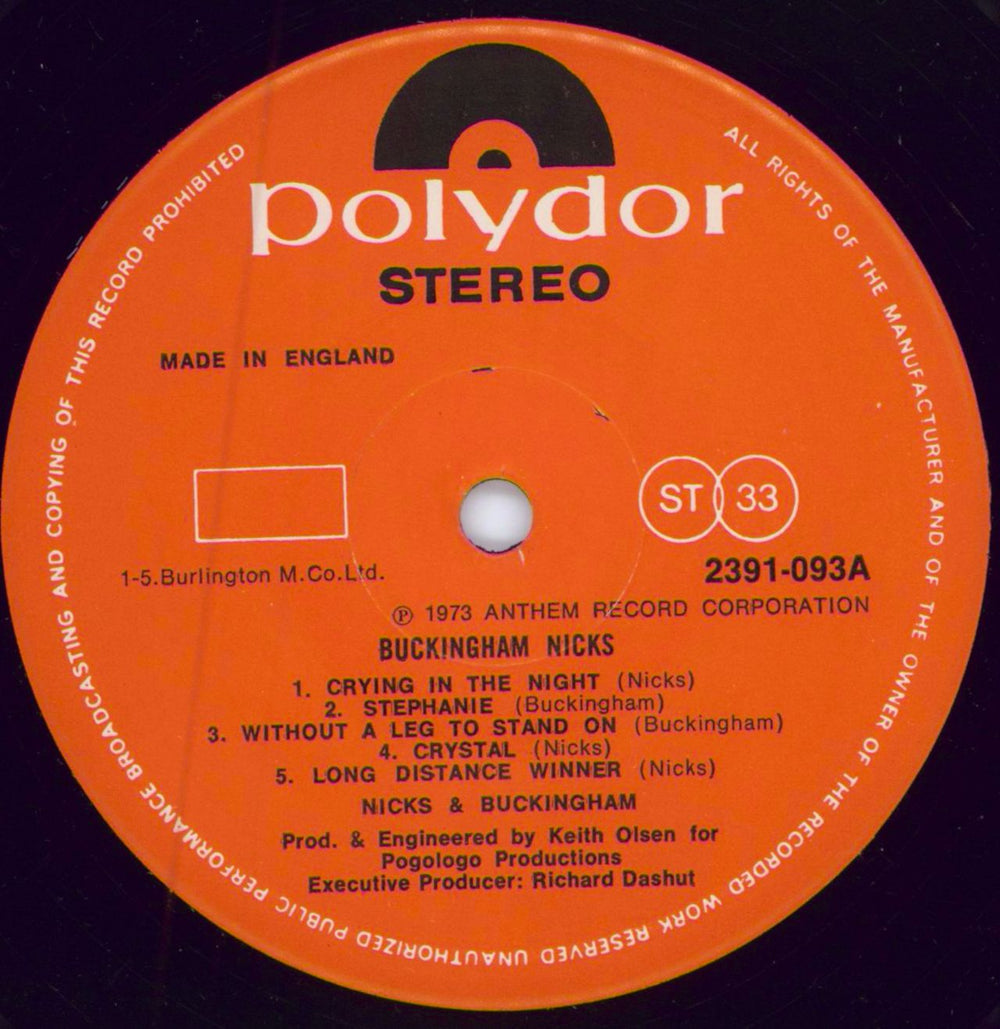 polydor
STEREO
MADE IN ENGLAND
ST 33
1-5.Burlington M.Co.Ltd.
2391-093A
Ⓟ 1973 ANTHEM RECORD CORPORATION
BUCKINGHAM NICKS
1. CRYING IN THE NIGHT (Nicks)
2. STEPHANIE (Buckingham)
3. WITHOUT A LEG TO STAND ON (Buckingham)
4. CRYSTAL (Nicks)
5. LONG DISTANCE WINNER (Nicks)
NICKS & BUCKINGHAM
Prod. & Engineered by Keith Olsen for
Pogologo Productions
Executive Producer: Richard Dashut
ALL RIGHTS OF THE MANUFACTURER AND OF THE OWNER OF THE RECORDED WORK RESERVED UNAUTHORIZED PUBLIC PERFORMANCE BROADCASTING AND COPYING OF THIS RECORD PROHIBITED